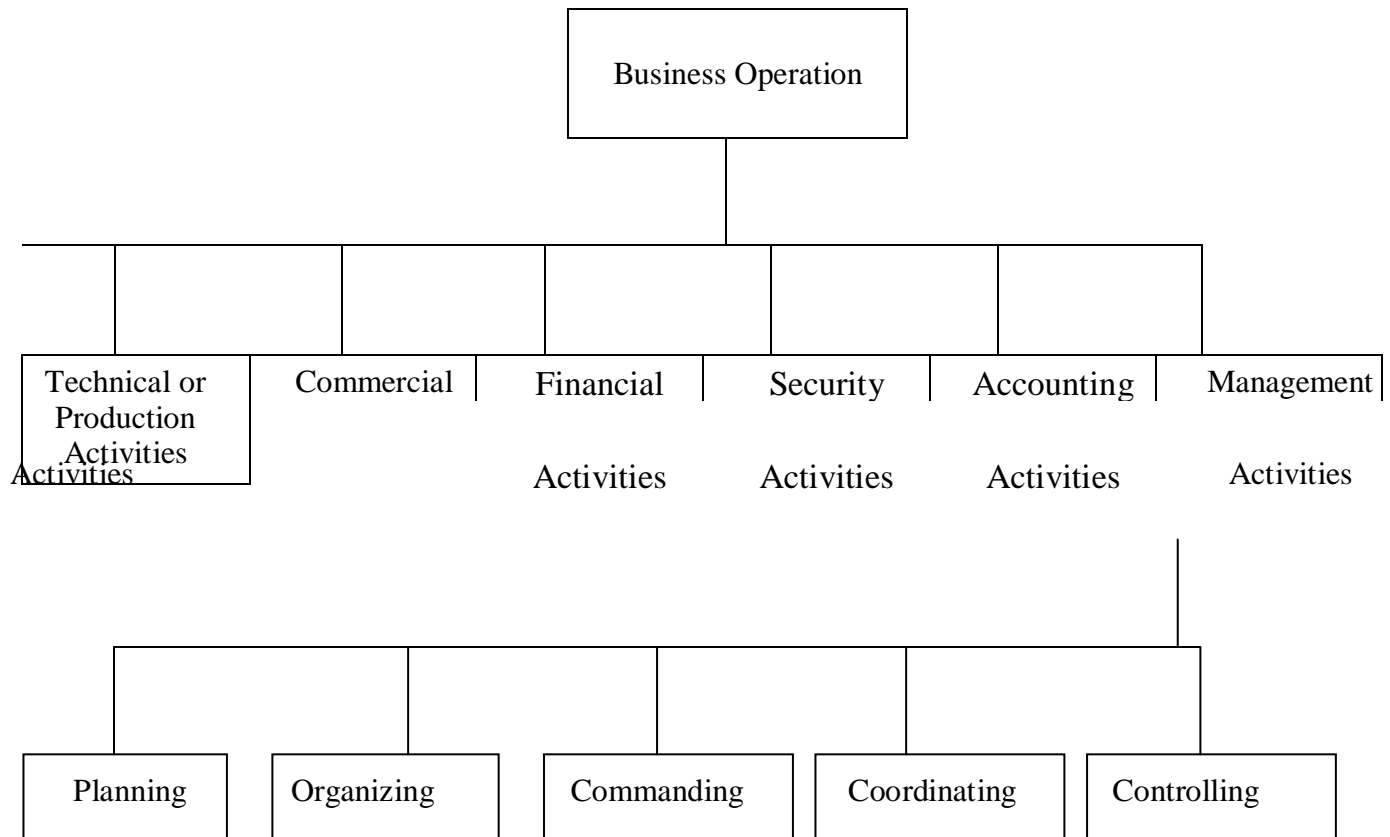 Business Operation
Technical or
Production
Activities
Commercial
Activities
Financial
Activities
Security
Activities
Accounting
Activities
Management
Activities
Planning
Organizing
Commanding
Coordinating
Controlling